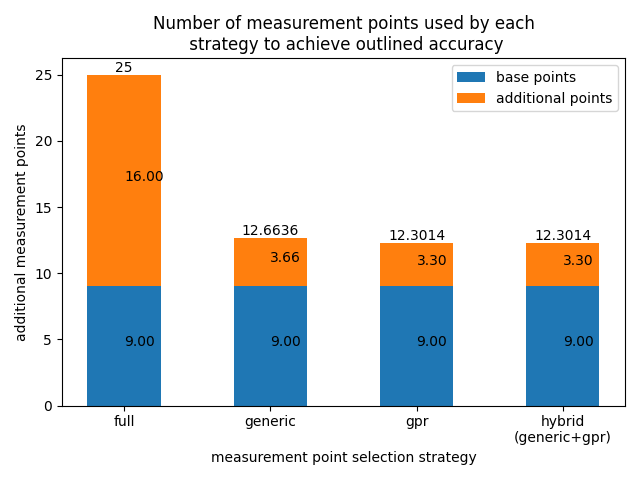 Number of measurement points used by each
strategy to achieve outlined accuracy
base points
additional points
additional measurement points
25
20
15
10
5
0
25
16.00
9.00
12.6636
3.66
9.00
12.3014
3.30
9.00
12.3014
3.30
9.00
full
generic
gpr
hybrid
(generic+gpr)
measurement point selection strategy